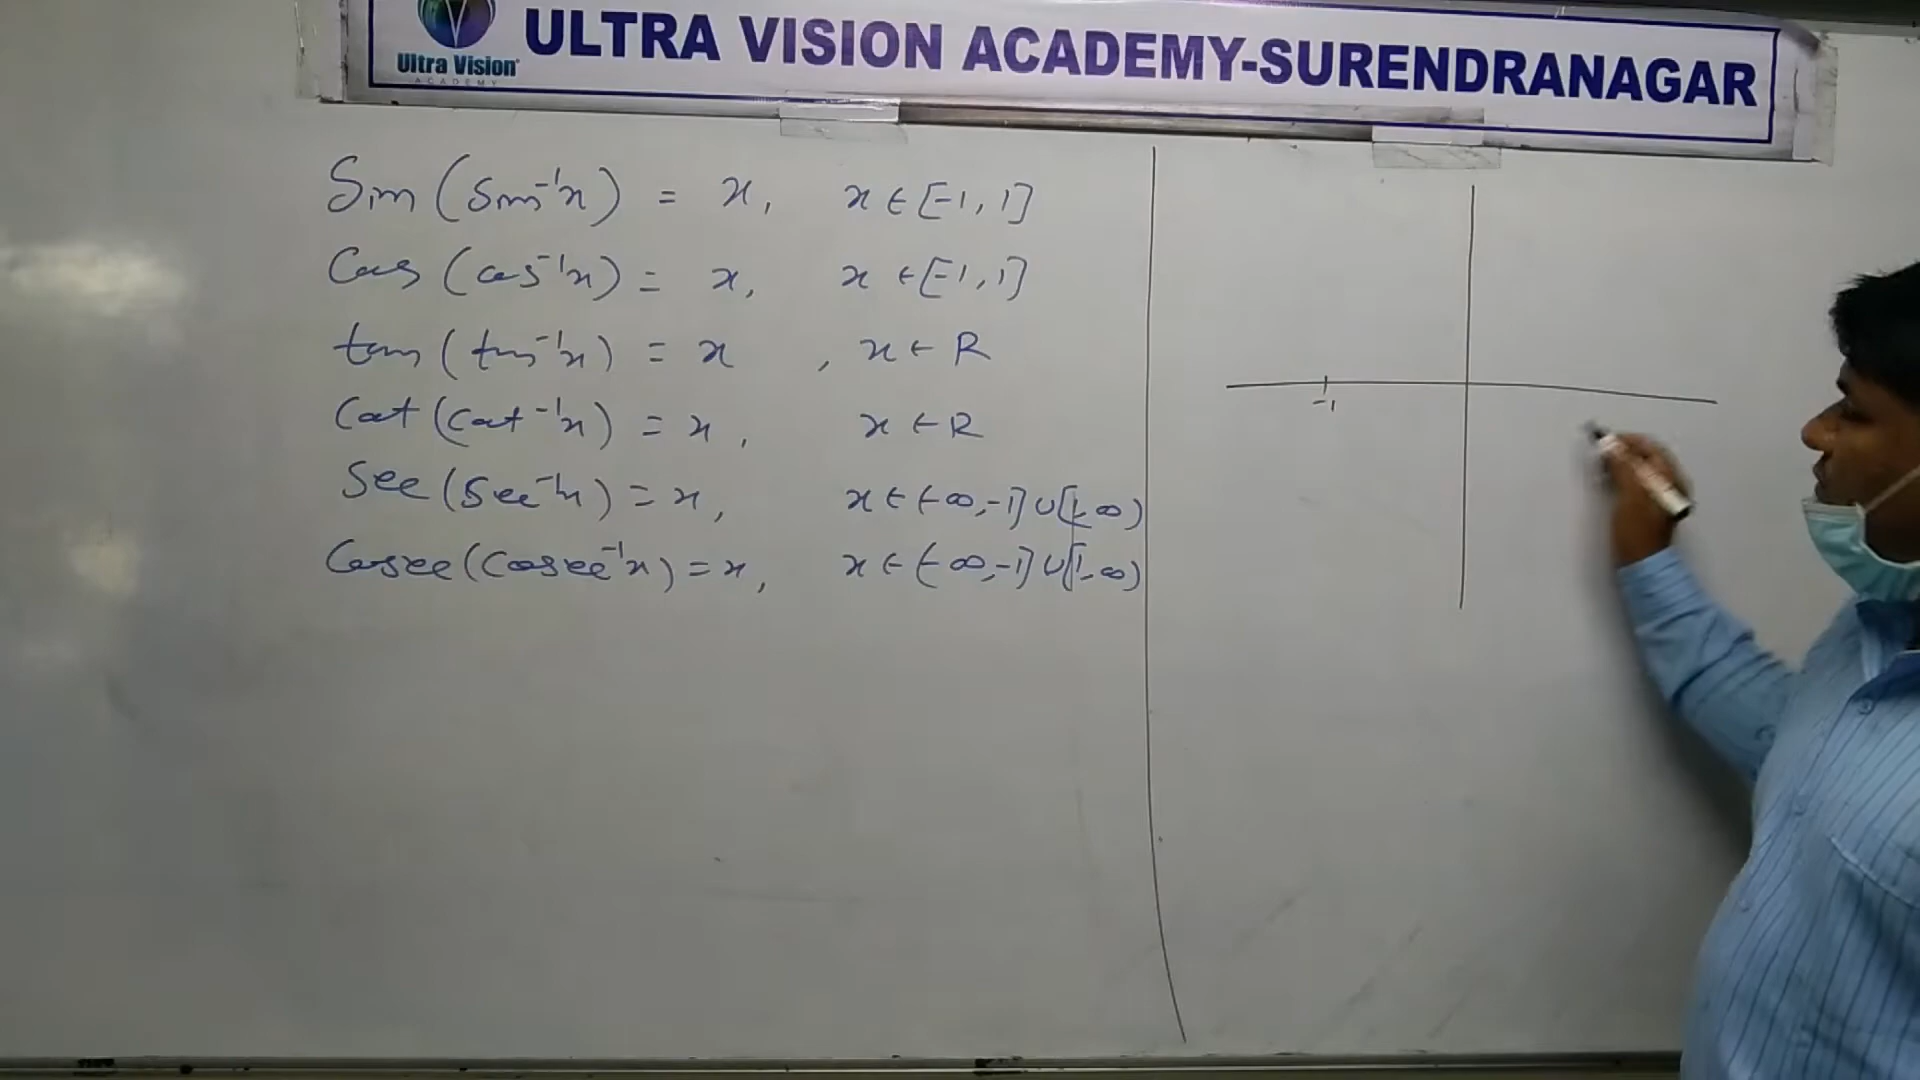 Ultra Vision
ACADEMY
ULTRA VISION ACADEMY-SURENDRANAGAR
Sin (sin⁻¹x) = x, x ∈ [-1, 1]
Cos (cos⁻¹x) = x, x ∈ [-1, 1]
tan (tan⁻¹x) = x , x ∈ R
Cot (cot⁻¹x) = x, x ∈ R
Sec (Sec⁻¹x) = x, x ∈ (-∞, -1] ∪ [1, ∞)
Cosec (Cosec⁻¹x) = x, x ∈ (-∞, -1] ∪ [1, ∞)
-1